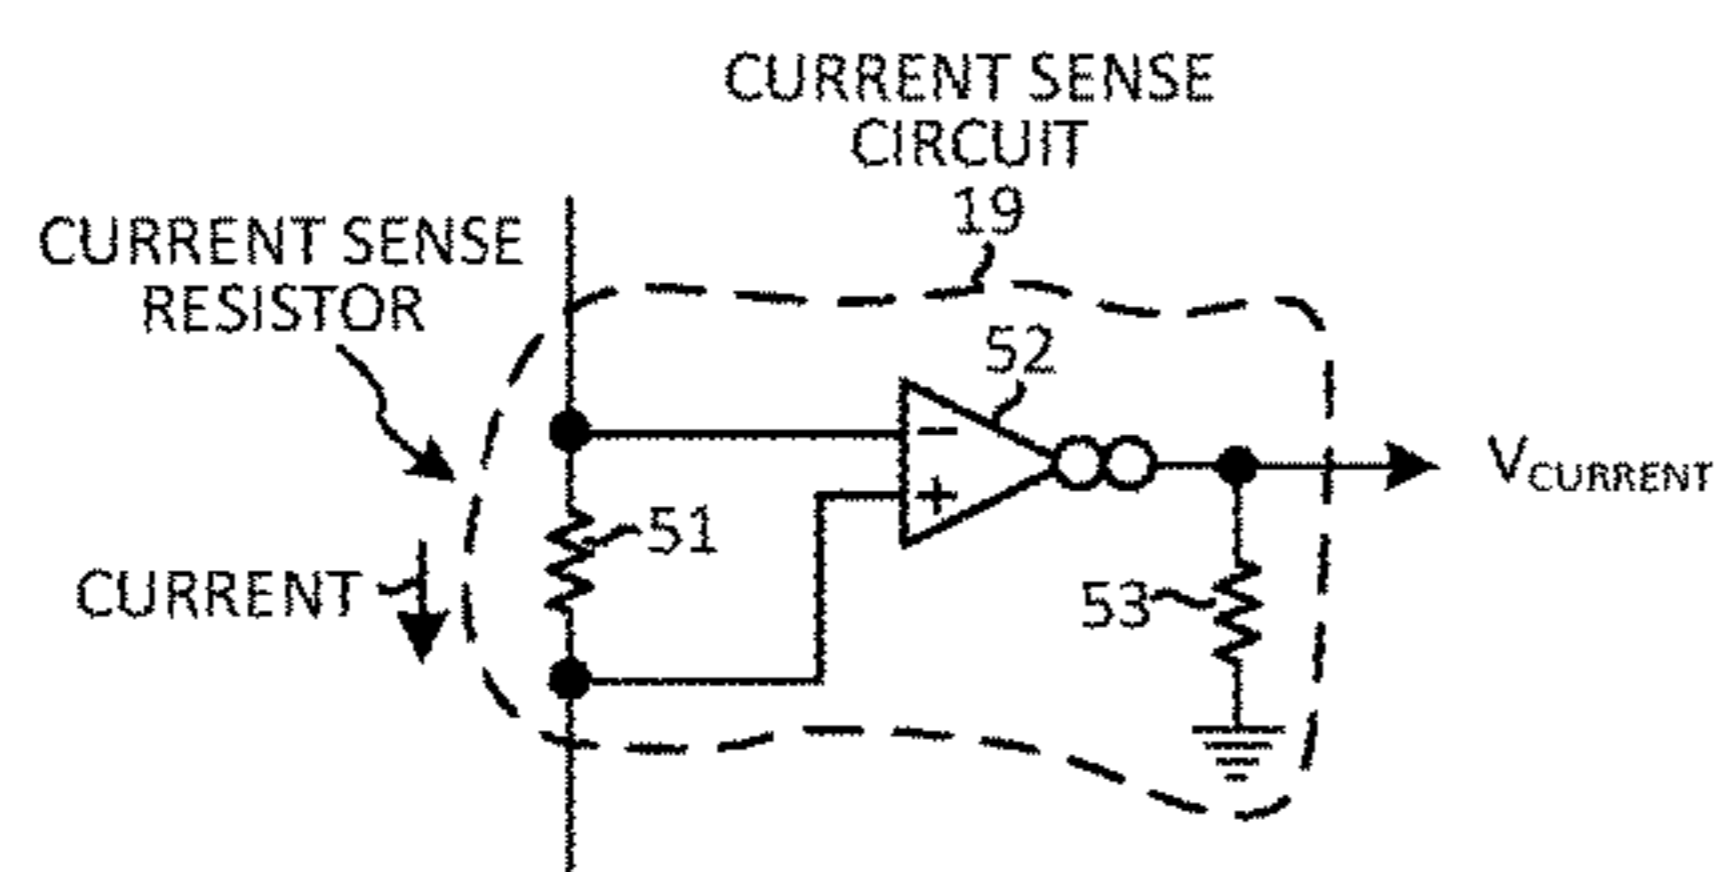 CURRENT SENSE
CIRCUIT
19
CURRENT SENSE
RESISTOR
52
−
+
VCURRENT
51
CURRENT
53